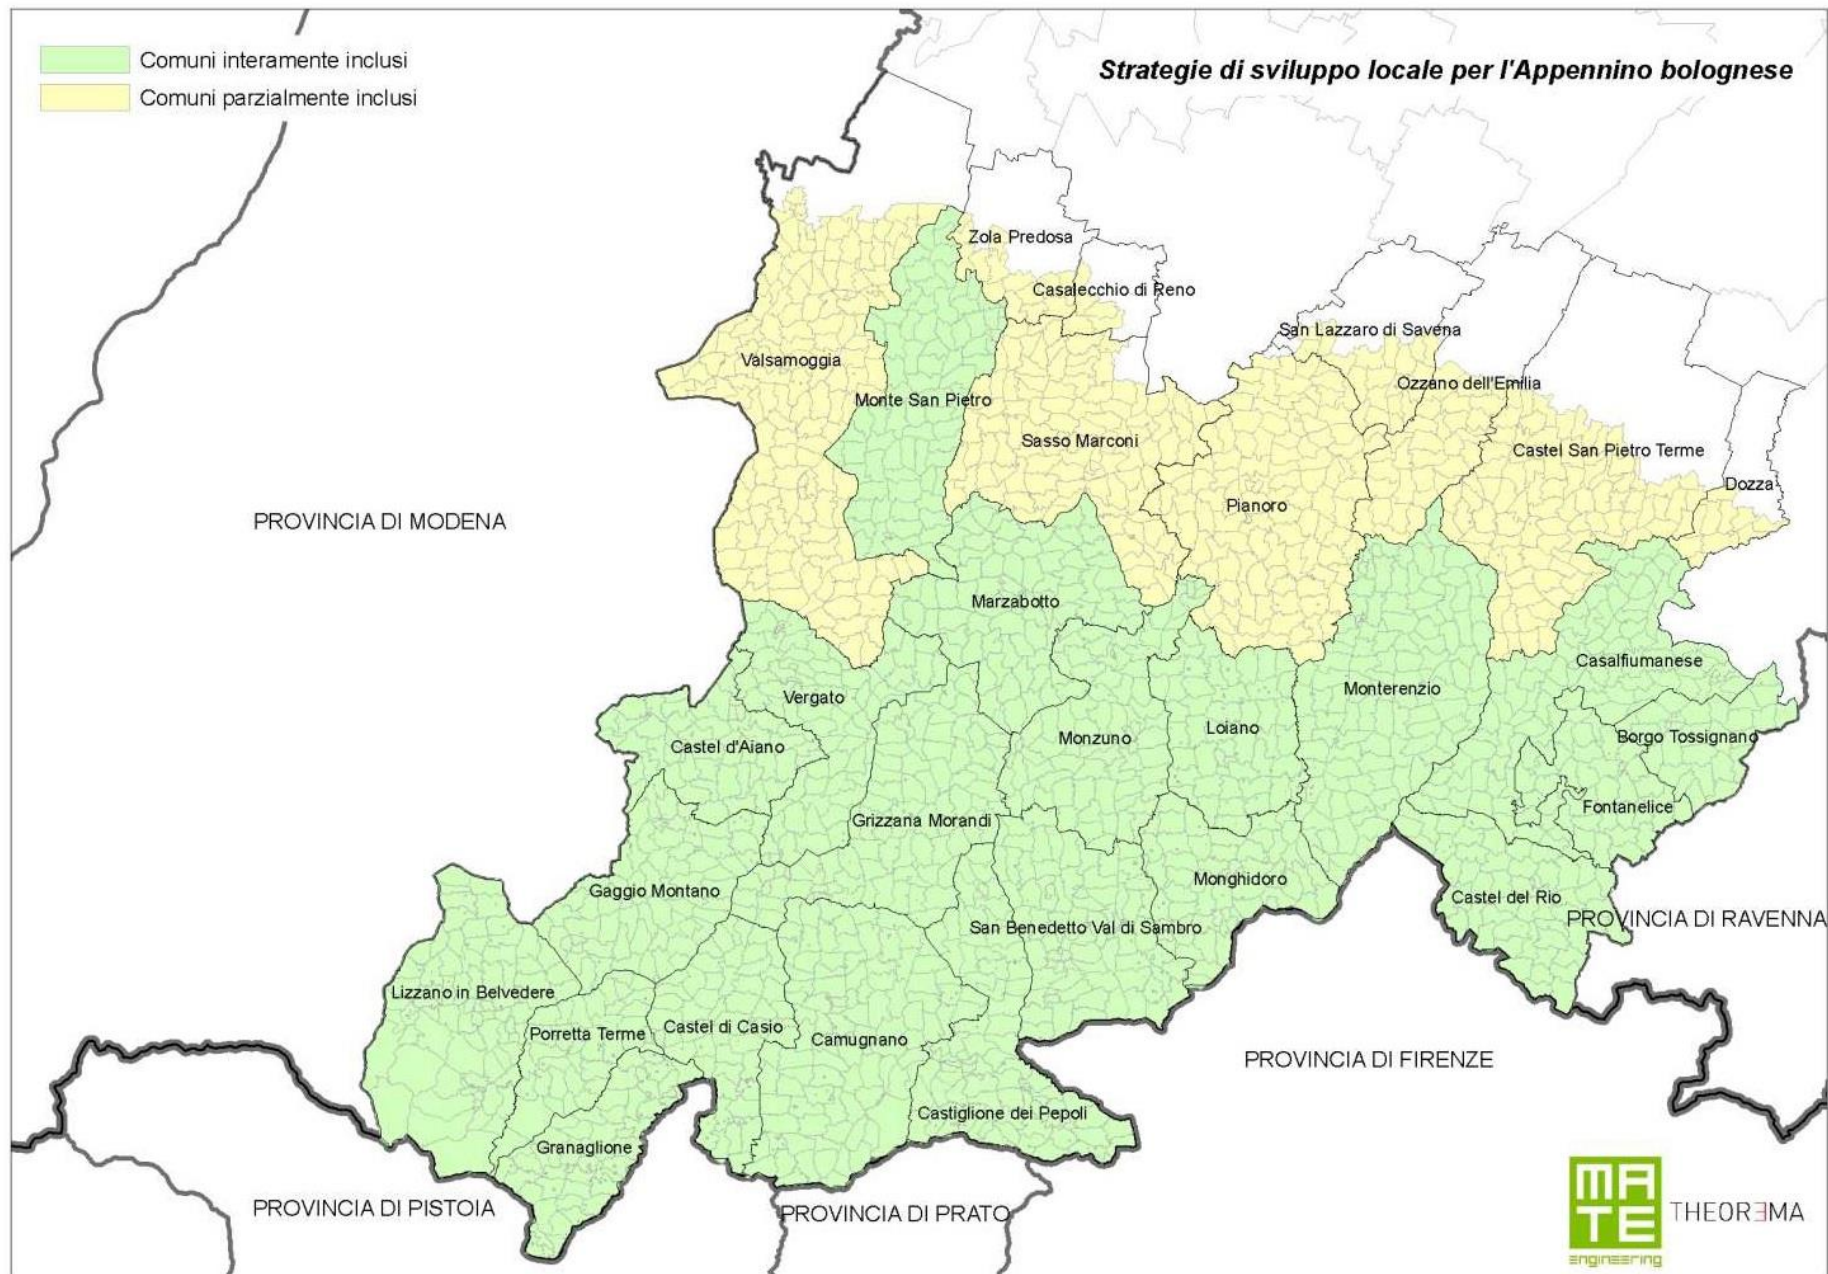 Comuni interamente inclusi
Comuni parzialmente inclusi
Strategie di sviluppo locale per l'Appennino bolognese
Zola Predosa
Casalecchio di Reno
San Lazzaro di Savena
Valsamoggia
Ozzano dell'Emilia
Monte San Pietro
Sasso Marconi
Castel San Pietro Terme
Dozza
Pianoro
PROVINCIA DI MODENA
Marzabotto
Casalfiumanese
Monterenzio
Vergato
Loiano
Monzuno
Borgo Tossignano
Castel d'Aiano
Fontanelice
Grizzana Morandi
Monghidoro
Gaggio Montano
Castel del Rio
PROVINCIA DI RAVENNA
San Benedetto Val di Sambro
Lizzano in Belvedere
Castel di Casio
Porretta Terme
Camugnano
PROVINCIA DI FIRENZE
Castiglione dei Pepoli
Granaglione
PROVINCIA DI PISTOIA
PROVINCIA DI PRATO
MA
TE
engineering
THEOREMA